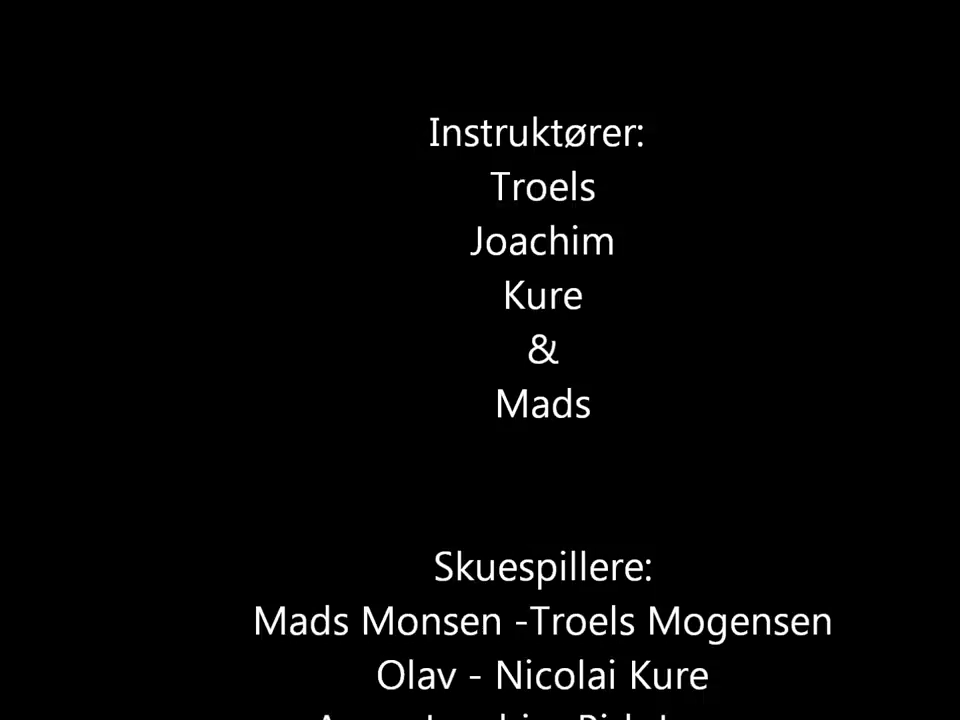 Instruktører:
Troels
Joachim
Kure
&
Mads
Skuespillere:
Mads Monsen -Troels Mogensen
Olav - Nicolai Kure